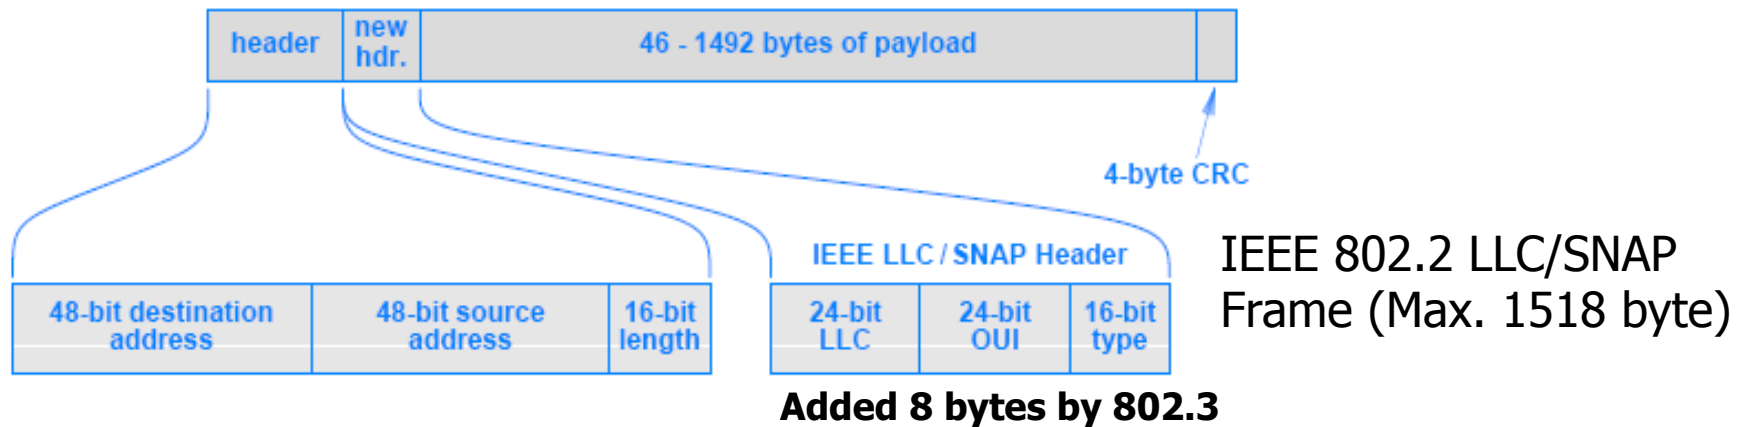 header
new
hdr.
46 - 1492 bytes of payload
4-byte CRC
IEEE LLC / SNAP Header
IEEE 802.2 LLC/SNAP
Frame (Max. 1518 byte)
48-bit destination
address
48-bit source
address
16-bit
length
24-bit
LLC
24-bit
OUI
16-bit
type
Added 8 bytes by 802.3